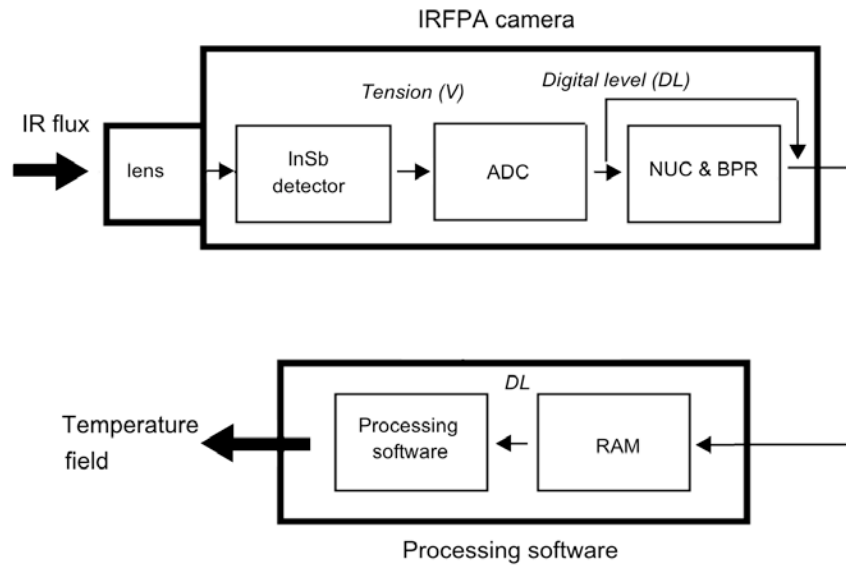 IRFPA camera
Tension (V)
Digital level (DL)
IR flux
lens
InSb
detector
ADC
NUC & BPR
DL
Temperature
field
Processing
software
RAM
Processing software